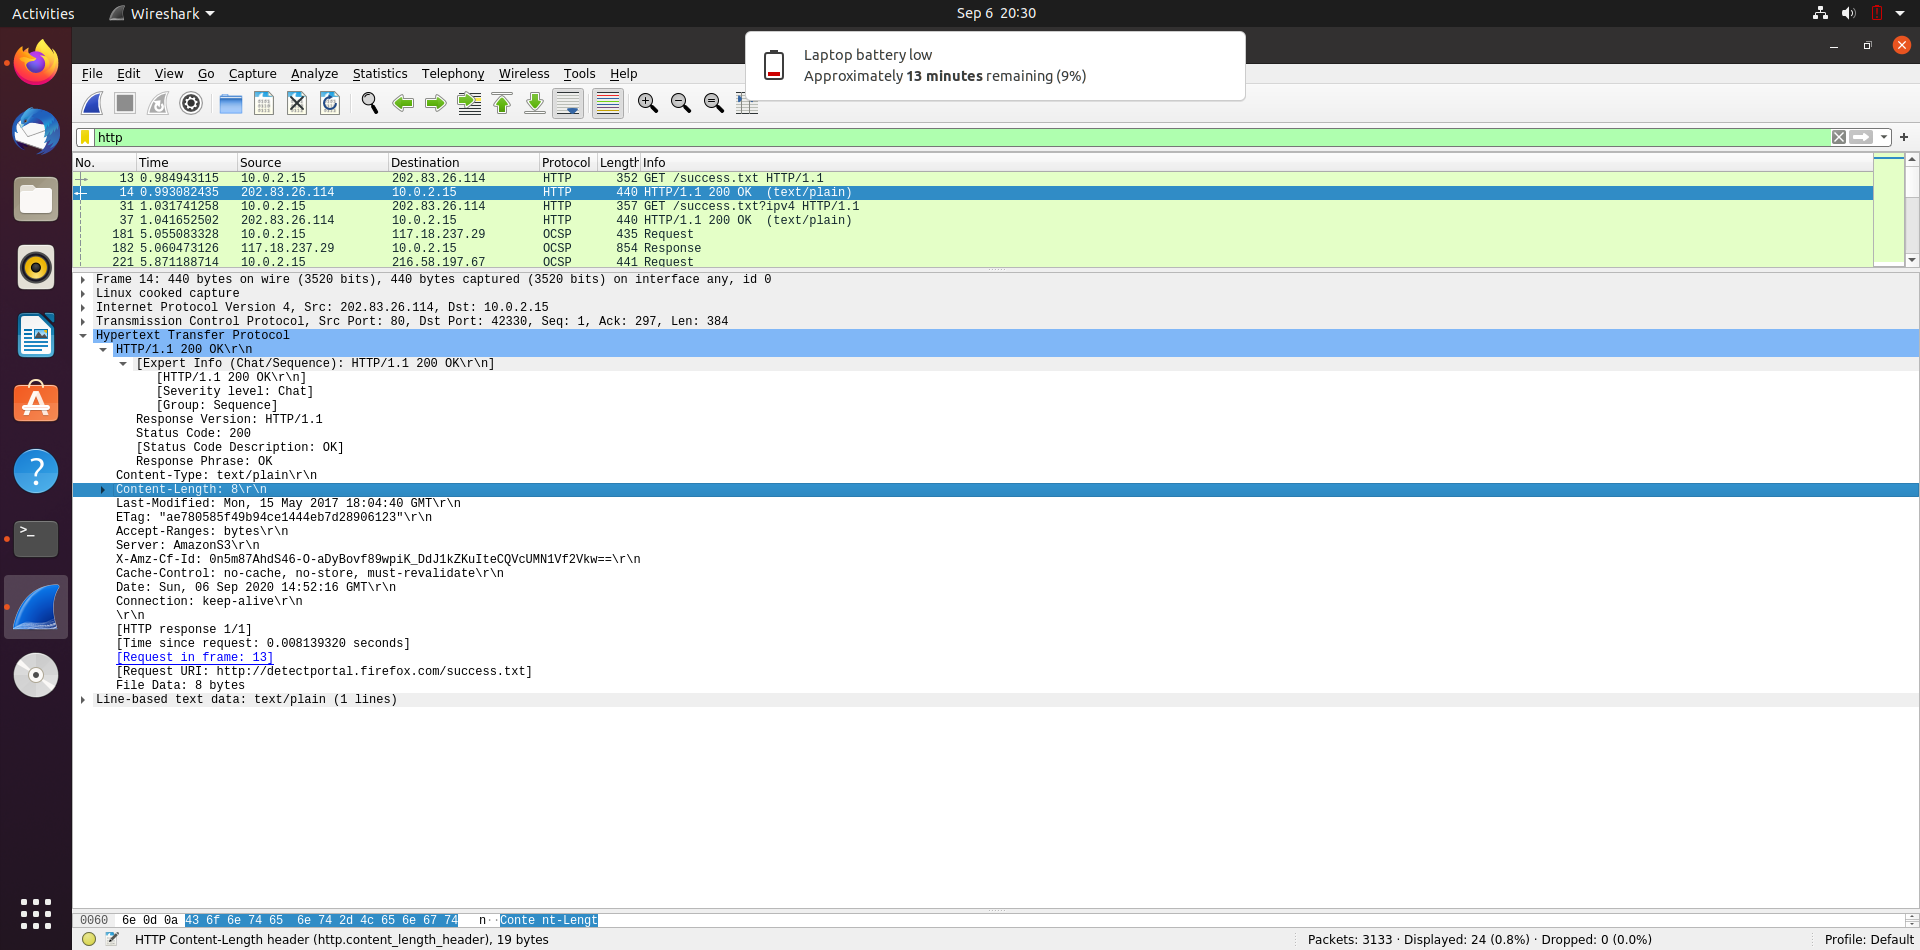 Activities Wireshark Sep 6 20:30
Laptop battery low
Approximately 13 minutes remaining (9%)
File Edit View Go Capture Analyze Statistics Telephony Wireless Tools Help
http
No. Time Source Destination Protocol Length Info
13 0.984943115 10.0.2.15 202.83.26.114 HTTP 352 GET /success.txt HTTP/1.1
14 0.993082435 202.83.26.114 10.0.2.15 HTTP 440 HTTP/1.1 200 OK (text/plain)
31 1.031741258 10.0.2.15 202.83.26.114 HTTP 357 GET /success.txt?ipv4 HTTP/1.1
37 1.041652502 202.83.26.114 10.0.2.15 HTTP 440 HTTP/1.1 200 OK (text/plain)
181 5.055083328 10.0.2.15 117.18.237.29 OCSP 435 Request
182 5.060473126 117.18.237.29 10.0.2.15 OCSP 854 Response
221 5.871188714 10.0.2.15 216.58.197.67 OCSP 441 Request
Frame 14: 440 bytes on wire (3520 bits), 440 bytes captured (3520 bits) on interface any, id 0
Linux cooked capture
Internet Protocol Version 4, Src: 202.83.26.114, Dst: 10.0.2.15
Transmission Control Protocol, Src Port: 80, Dst Port: 42330, Seq: 1, Ack: 297, Len: 384
Hypertext Transfer Protocol
HTTP/1.1 200 OK\r\n
[Expert Info (Chat/Sequence): HTTP/1.1 200 OK\r\n]
[HTTP/1.1 200 OK\r\n]
[Severity level: Chat]
[Group: Sequence]
Response Version: HTTP/1.1
Status Code: 200
[Status Code Description: OK]
Response Phrase: OK
Content-Type: text/plain\r\n
Content-Length: 8\r\n
Last-Modified: Mon, 15 May 2017 18:04:40 GMT\r\n
ETag: "ae780585f49b94ce1444eb7d28906123"\r\n
Accept-Ranges: bytes\r\n
Server: AmazonS3\r\n
X-Amz-Cf-Id: 0n5m87AhdS46-O-aDyBovf89wpiK_DdJ1kZKuIteCQVcUMN1Vf2Vkw==\r\n
Cache-Control: no-cache, no-store, must-revalidate\r\n
Date: Sun, 06 Sep 2020 14:52:16 GMT\r\n
Connection: keep-alive\r\n
\r\n
[HTTP response 1/1]
[Time since request: 0.008139320 seconds]
[Request in frame: 13]
[Request URI: http://detectportal.firefox.com/success.txt]
File Data: 8 bytes
Line-based text data: text/plain (1 lines)
0060 6e 0d 0a 43 6f 6e 74 65 6e 74 2d 4c 65 6e 67 74 n··Conte nt-Lengt
HTTP Content-Length header (http.content_length_header), 19 bytes Packets: 3133 · Displayed: 24 (0.8%) · Dropped: 0 (0.0%) Profile: Default